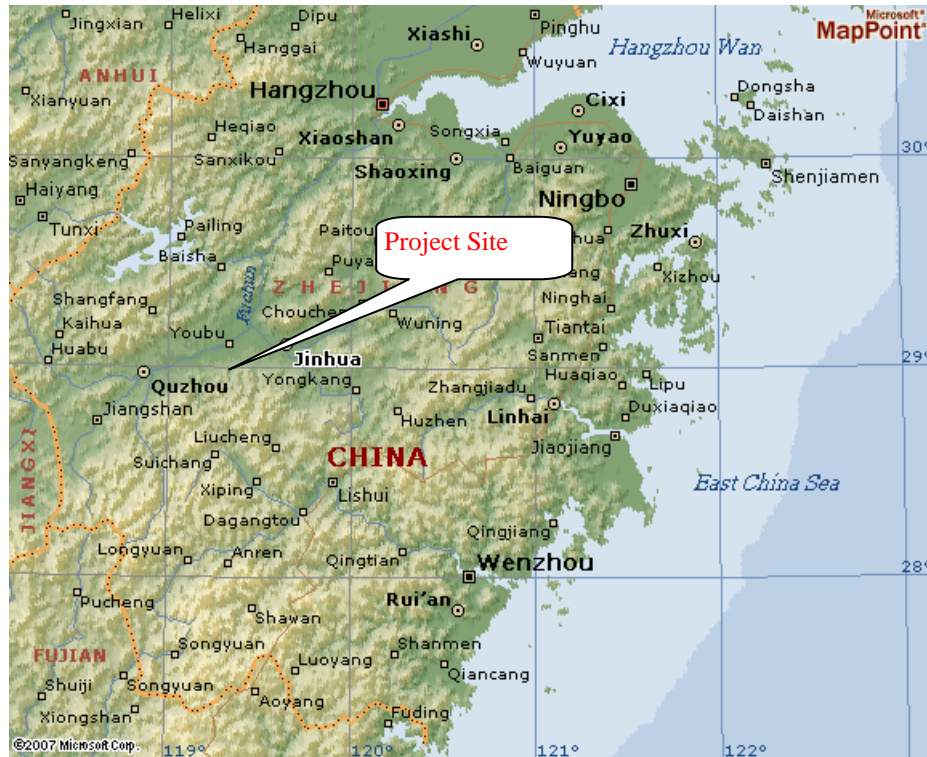 Jingxian
Helixi
Dipu
Pinghu
Microsoft®
MapPoint®
Hanggai
Xiashi
Wuyuan
Hangzhou Wan
ANHUI
Xianyuan
Hangzhou
Dongsha
Daishan
Cixi
Heqiao
Xiaoshan
Songxia
Yuyao
Sanyangkeng
Sanxikou
Shaoxing
Baiguan
30°
Shenjiamen
Haiyang
Ningbo
Tunxi
Pailing
Paitou
Project Site
hua
Zhuxi
Baisha
Puya
ang
Xizhou
ZHEJIANG
Shangfang
Fuchun
Chouchen
Wuning
Ninghai
Kaihua
Youbu
Tiantai
Huabu
Jinhua
Sanmen
29°
Quzhou
Yongkang
Zhangjiadu
Huaqiao
Lipu
Jiangshan
Huzhen
Linhai
Duxiaqiao
Liucheng
Jiaojiang
JIANGXI
Suichang
CHINA
Xiping
Lishui
East China Sea
Dagangtou
Qingjiang
Longyuan
Anren
Qingtian
Wenzhou
28°
Pucheng
Rui'an
Shawan
FUJIAN
Songyuan
Shanmen
Luoyang
Qiancang
Shuiji
Songyuan
Aoyang
Xiongshan
Fuding
©2007 Microsoft Corp.
119°
120°
121°
122°